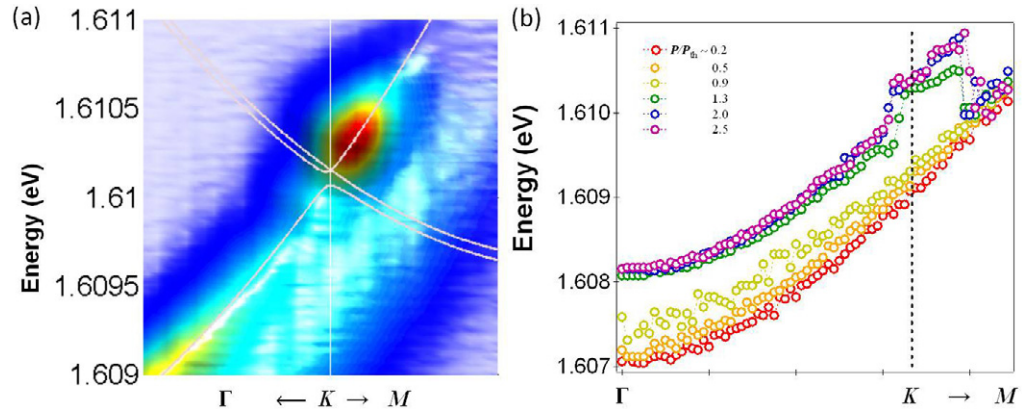 (a)
1.611
1.6105
1.61
1.6095
1.609
Energy (eV)
Γ ← K → M
(b)
1.611
1.610
1.609
1.608
1.607
Energy (eV)
P/Pth ~ 0.2
0.5
0.9
1.3
2.0
2.5
Γ K → M